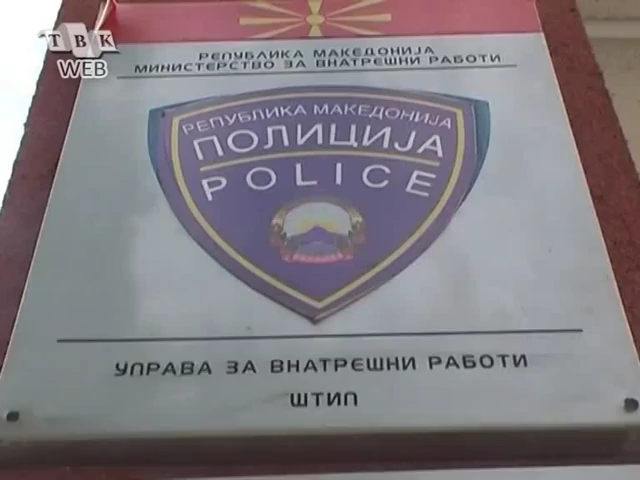 ТВК
WEB
РЕПУБЛИКА МАКЕДОНИЈА
МИНИСТЕРСТВО ЗА ВНАТРЕШНИ РАБОТИ
РЕПУБЛИКА МАКЕДОНИЈА
ПОЛИЦИЈА
POLICE
УПРАВА ЗА ВНАТРЕШНИ РАБОТИ
ШТИП